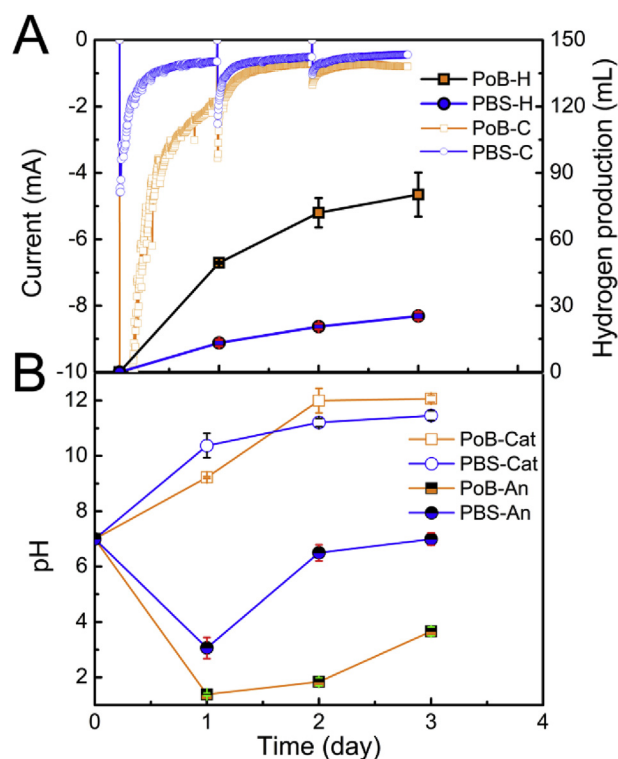 A
0
-2
-4
-6
-8
-10
Current (mA)
150
120
90
60
30
0
Hydrogen production (mL)
PoB-H
PBS-H
PoB-C
PBS-C
B
12
10
8
6
4
2
pH
PoB-Cat
PBS-Cat
PoB-An
PBS-An
0
1
2
3
4
Time (day)